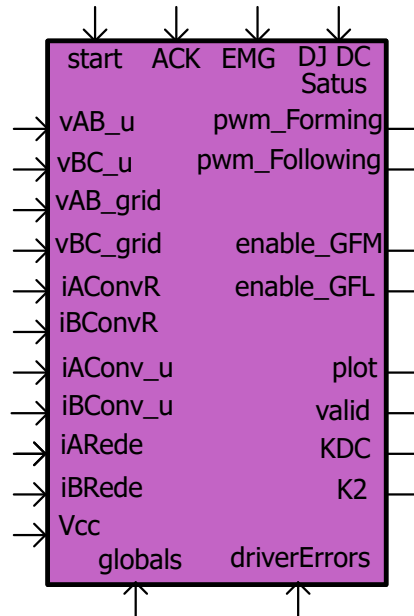 start ACK EMG DJ DC
Satus
vAB_u pwm_Forming
vBC_u pwm_Following
vAB_grid
vBC_grid enable_GFM
iAConvR enable_GFL
iBConvR
iAConv_u plot
iBConv_u valid
iARede KDC
iBRede K2
Vcc
globals driverErrors